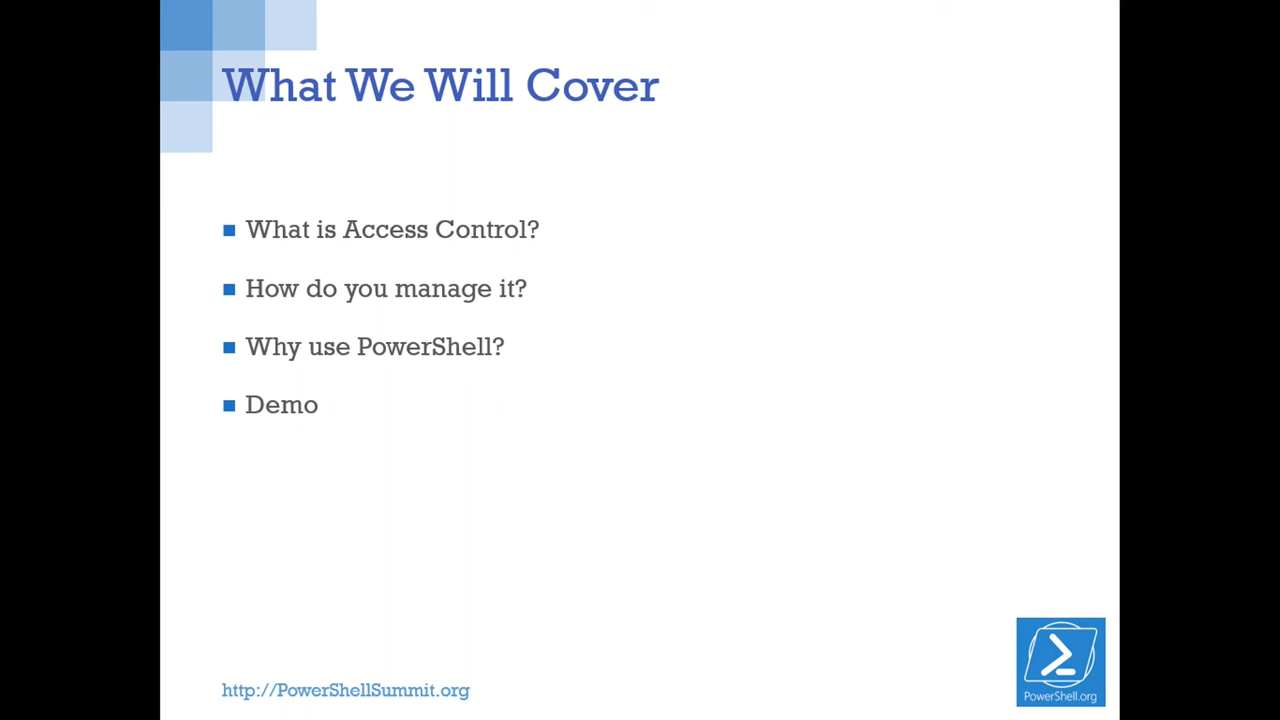 What We Will Cover
What is Access Control?
How do you manage it?
Why use PowerShell?
Demo
http://PowerShellSummit.org
PowerShell.org